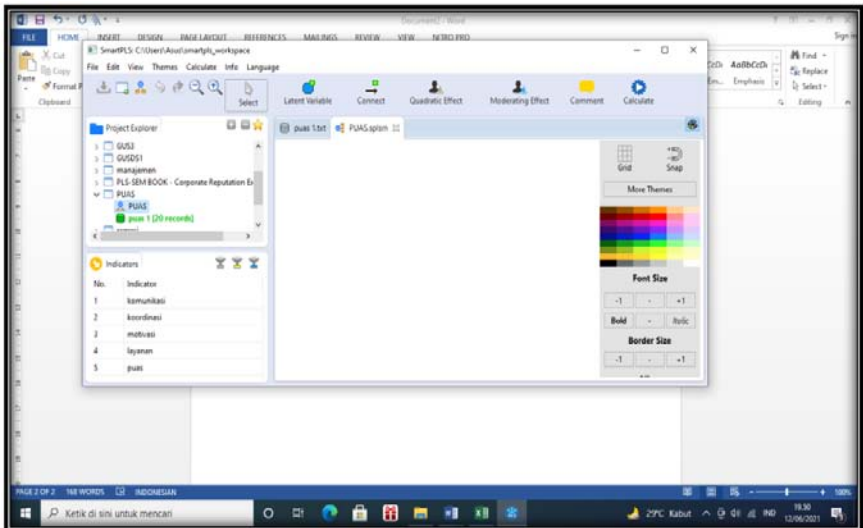 Document2 - Word
FILE HOME INSERT DESIGN PAGE LAYOUT REFERENCES MAILINGS REVIEW VIEW NITRO PRO
Sign in
Cut
Copy
Format
Paste
Clipboard
AaBbCcDi
Emphasis
Find
Replace
Select
Editing
SmartPLS: C:\Users\Asus\smartpls_workspace
File Edit View Themes Calculate Info Language
Select
Latent Variable
Connect
Quadratic Effect
Moderating Effect
Comment
Calculate
Project Explorer
GUS3
GUSDS1
manajemen
PLS-SEM BOOK - Corporate Reputation
PUAS
PUAS
puas 1 [20 records]
puas 1.txt
PUAS.splsm
Indicators
No. Indicator
1 komunikasi
2 koordinasi
3 motivasi
4 layanan
5 puas
Grid Snap
More Themes
Font Size
-1 - +1
Bold - Italic
Border Size
-1 - +1
PAGE 2 OF 2 168 WORDS INDONESIAN
100%
Ketik di sini untuk mencari
29°C Kabut
IND
19.30
12/06/2021